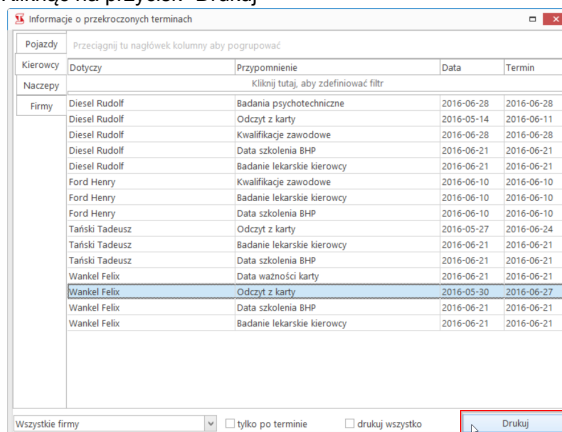 Kliknąć na przycisk "Drukuj"
Informacje o przekroczonych terminach
Pojazdy
Kierowcy
Naczepy
Firmy
Przeciągnij tu nagłówek kolumny aby pogrupować
Dotyczy Przypomnienie Data Termin
Kliknij tutaj, aby zdefiniować filtr
Diesel Rudolf Badania psychotechniczne 2016-06-28 2016-06-28
Diesel Rudolf Odczyt z karty 2016-05-14 2016-06-11
Diesel Rudolf Kwalifikacje zawodowe 2016-06-28 2016-06-28
Diesel Rudolf Data szkolenia BHP 2016-06-21 2016-06-21
Diesel Rudolf Badanie lekarskie kierowcy 2016-06-21 2016-06-21
Ford Henry Kwalifikacje zawodowe 2016-06-10 2016-06-10
Ford Henry Badanie lekarskie kierowcy 2016-06-10 2016-06-10
Ford Henry Data szkolenia BHP 2016-06-10 2016-06-10
Tański Tadeusz Odczyt z karty 2016-05-27 2016-06-24
Tański Tadeusz Badanie lekarskie kierowcy 2016-06-21 2016-06-21
Tański Tadeusz Data szkolenia BHP 2016-06-21 2016-06-21
Wankel Felix Data ważności karty 2016-06-21 2016-06-21
Wankel Felix Odczyt z karty 2016-05-30 2016-06-27
Wankel Felix Data szkolenia BHP 2016-06-21 2016-06-21
Wankel Felix Badanie lekarskie kierowcy 2016-06-21 2016-06-21
Wszystkie firmy tylko po terminie drukuj wszystko Drukuj